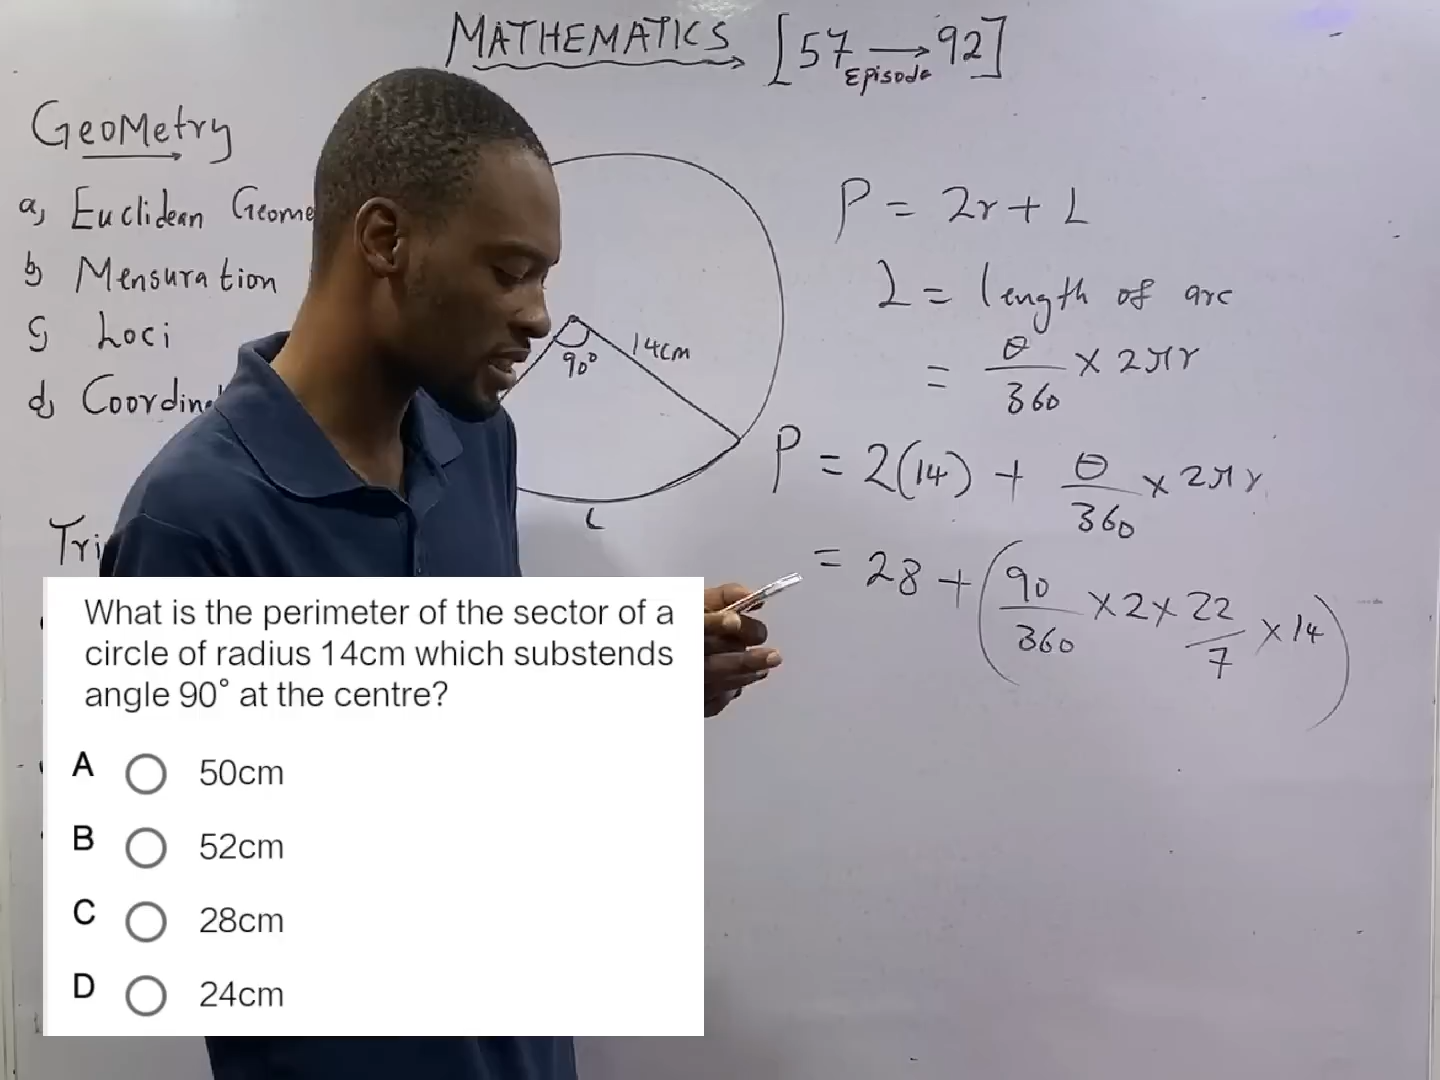 MATHEMATICS [57 → 92]
Episode
Geometry
a, Euclidean Geome
b, Mensuration
c, Loci
d, Coordin
Tri
90°
14cm
L
P = 2r + L
L = length of arc
= θ/360 × 2πr
P = 2(14) + θ/360 × 2πr
= 28 + (90/360 × 2 × 22/7 × 14)
What is the perimeter of the sector of a
circle of radius 14cm which substends
angle 90° at the centre?
A 50cm
B 52cm
C 28cm
D 24cm